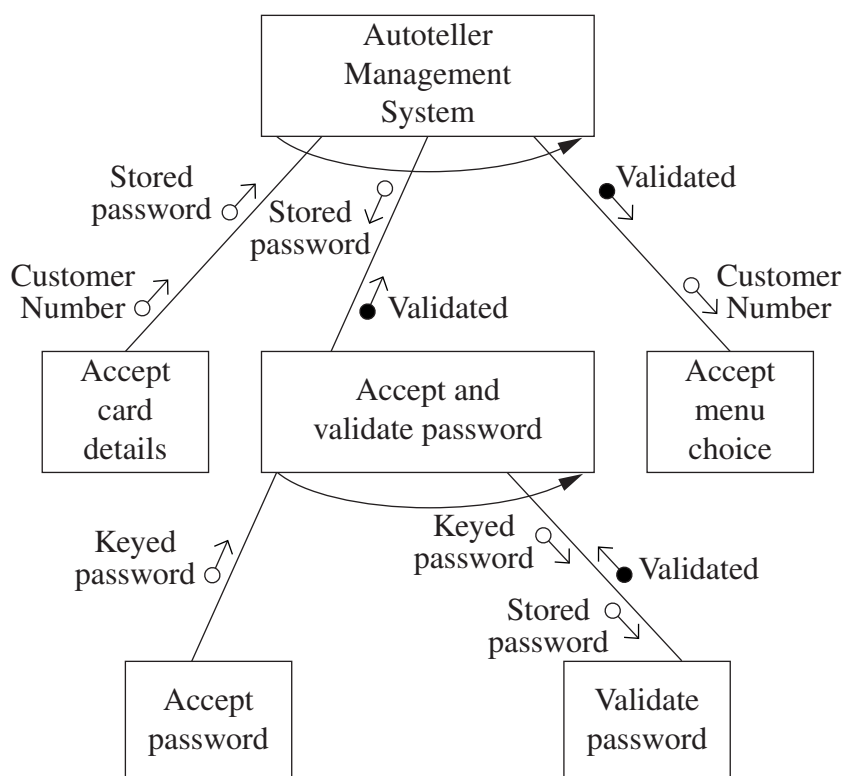 Autoteller
Management
System
Stored
password
Stored
password
Validated
Customer
Number
Validated
Customer
Number
Accept
card
details
Accept and
validate password
Accept
menu
choice
Keyed
password
Keyed
password
Validated
Stored
password
Accept
password
Validate
password